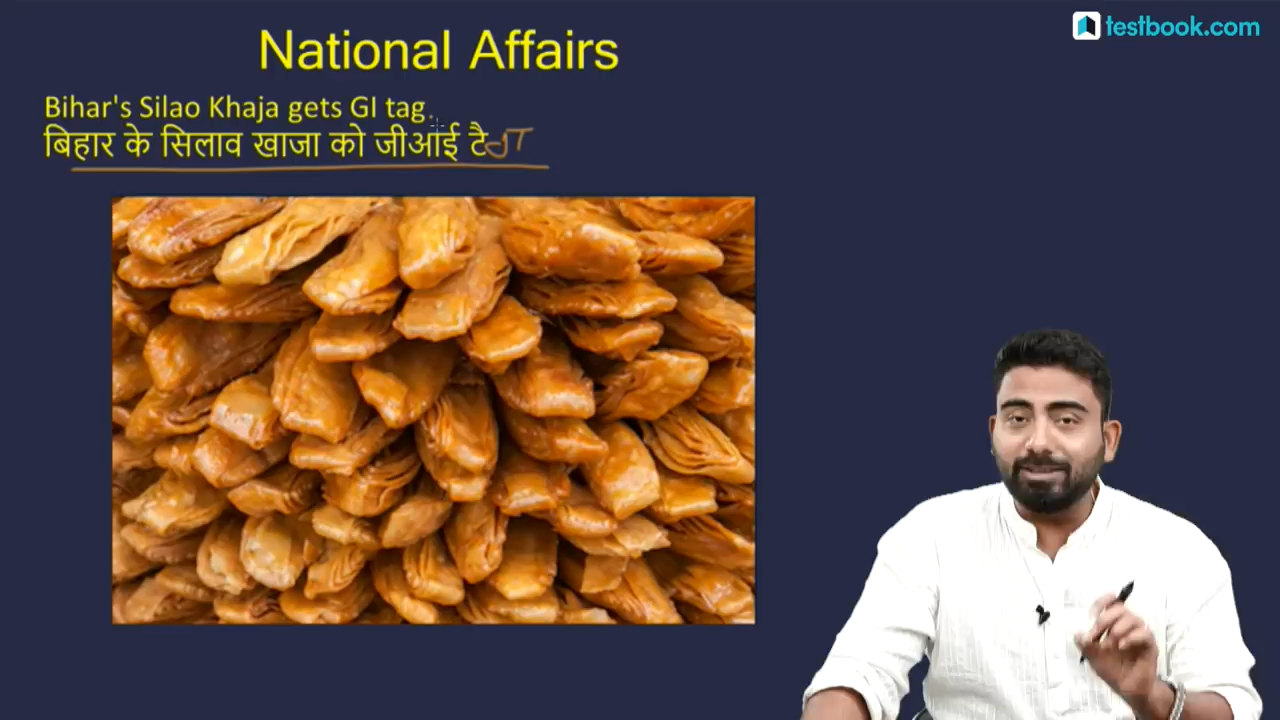 testbook.com
National Affairs
Bihar's Silao Khaja gets GI tag.
बिहार के सिलाव खाजा को जीआई टैग